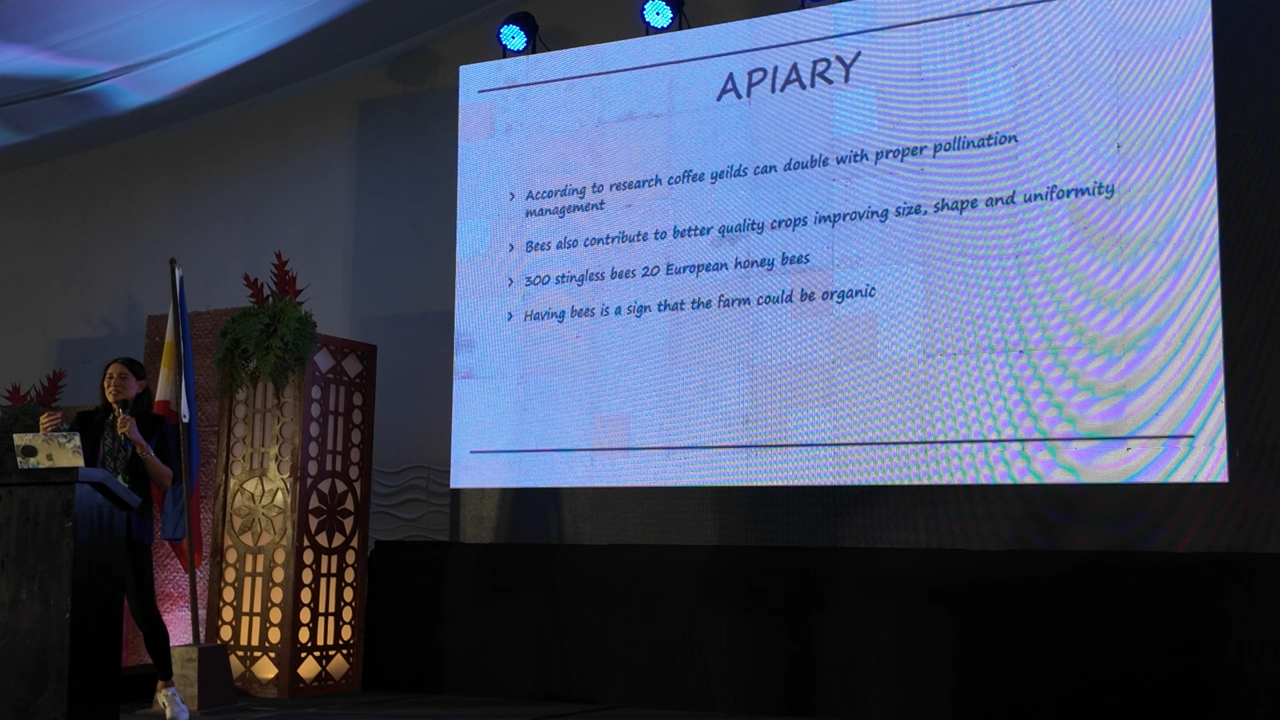 APIARY
› According to research coffee yeilds can double with proper pollination
management
› Bees also contribute to better quality crops improving size, shape and uniformity
› 300 stingless bees 20 European honey bees
› Having bees is a sign that the farm could be organic